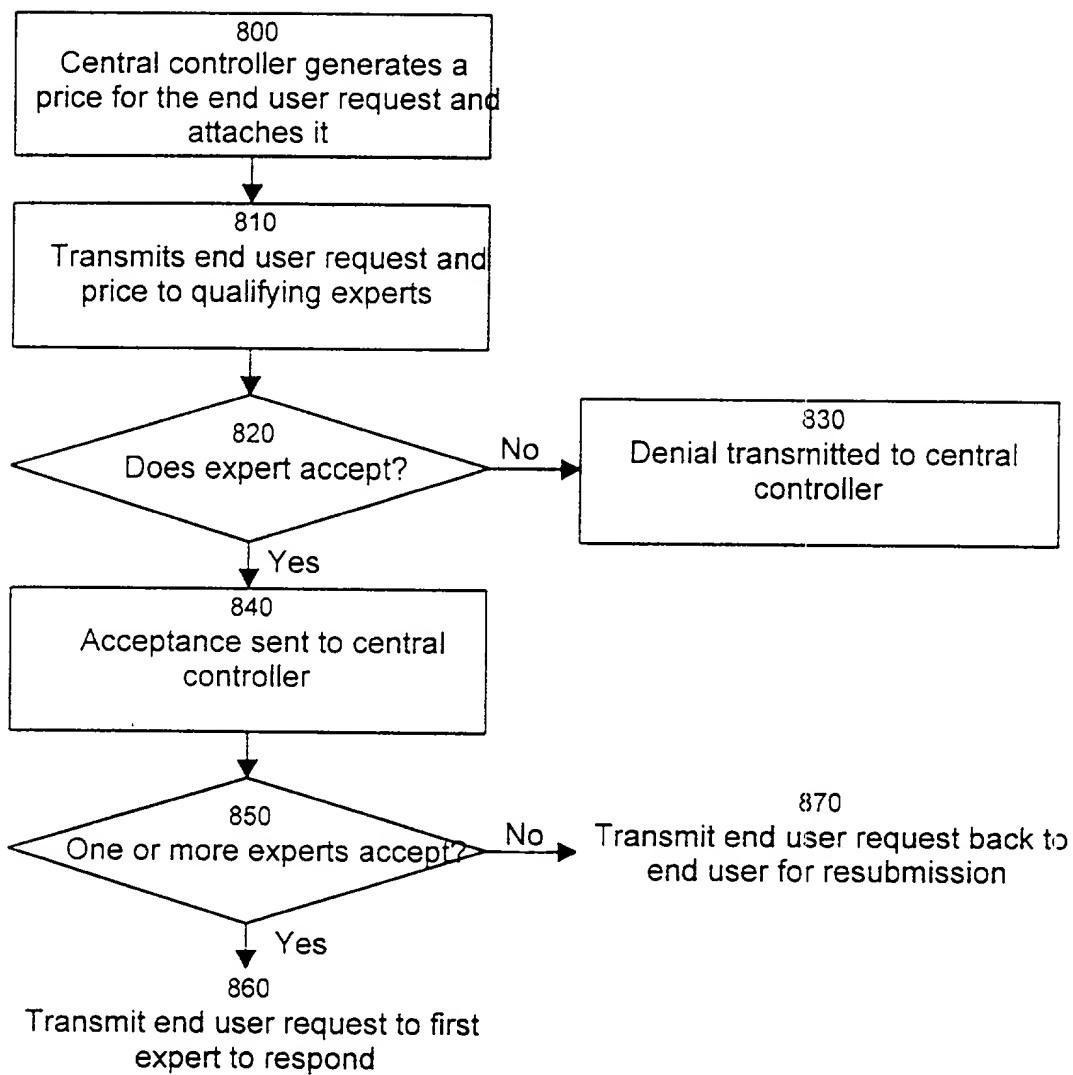 800
Central controller generates a
price for the end user request and
attaches it
810
Transmits end user request and
price to qualifying experts
820
Does expert accept?
No
830
Denial transmitted to central
controller
Yes
840
Acceptance sent to central
controller
850
One or more experts accept?
No
870
Transmit end user request back to
end user for resubmission
Yes
860
Transmit end user request to first
expert to respond